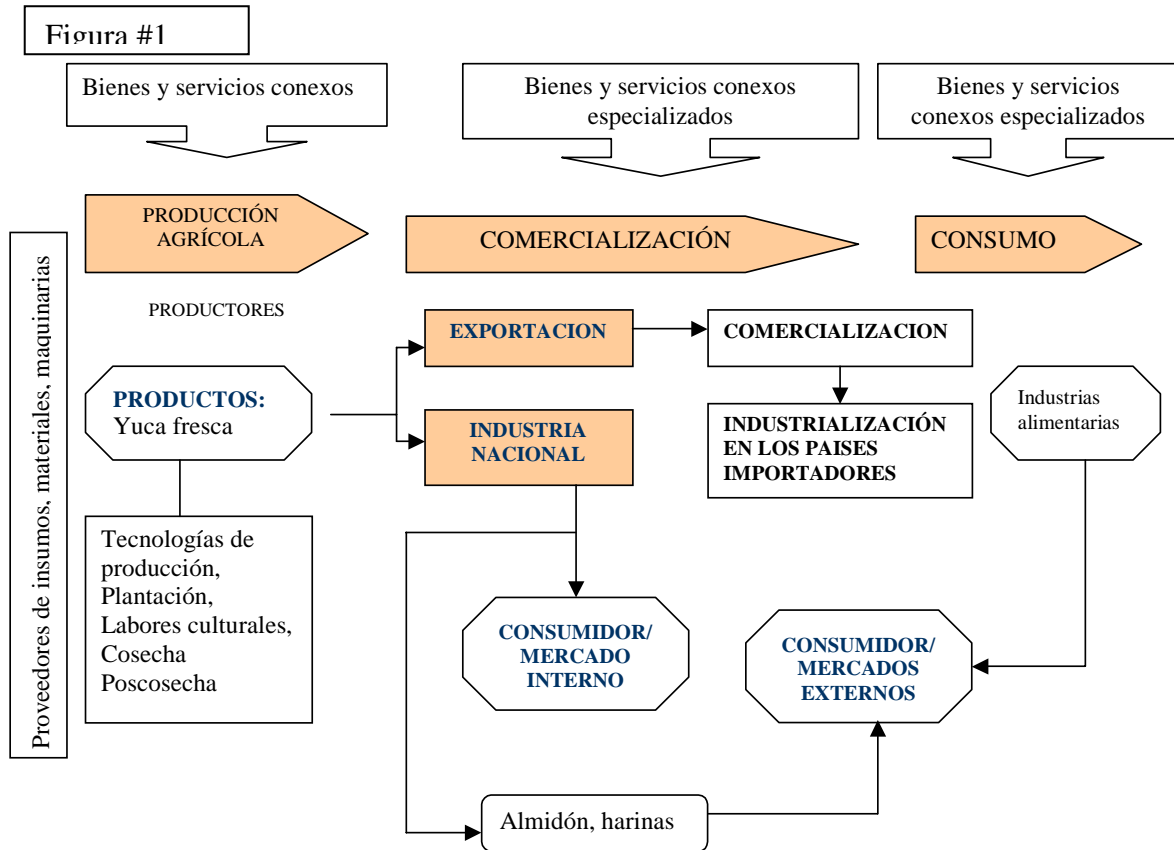 Figura #1
Bienes y servicios conexos
Bienes y servicios conexos
especializados
Bienes y servicios
conexos especializados
PRODUCCIÓN
AGRÍCOLA
COMERCIALIZACIÓN
CONSUMO
Proveedores de insumos, materiales, maquinarias
PRODUCTORES
PRODUCTOS:
Yuca fresca
EXPORTACION
COMERCIALIZACION
INDUSTRIA
NACIONAL
INDUSTRIALIZACIÓN
EN LOS PAISES
IMPORTADORES
Industrias
alimentarias
Tecnologías de
producción,
Plantación,
Labores culturales,
Cosecha
Poscosecha
CONSUMIDOR/
MERCADO
INTERNO
CONSUMIDOR/
MERCADOS
EXTERNOS
Almidón, harinas